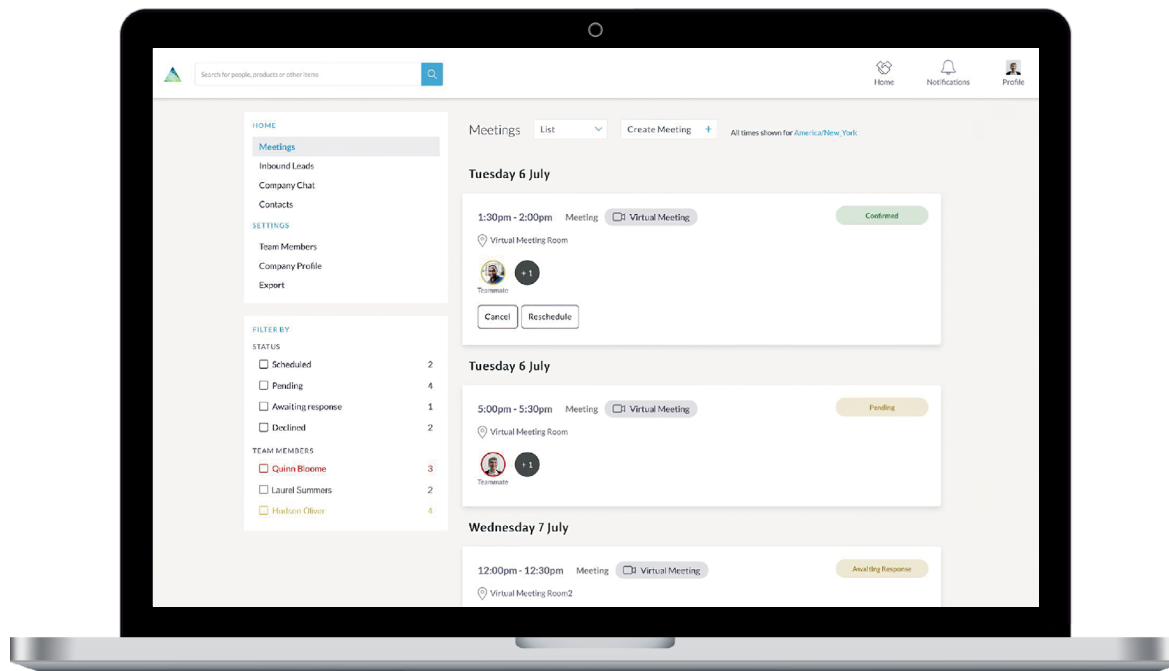 Search for people, products or other items
Home
Notifications
Profile
HOME
Meetings
Inbound Leads
Company Chat
Contacts
SETTINGS
Team Members
Company Profile
Export
FILTER BY
STATUS
Scheduled 2
Pending 4
Awaiting response 1
Declined 2
TEAM MEMBERS
Quinn Bloome 3
Laurel Summers 2
Hudson Oliver 4
Meetings List Create Meeting + All times shown for America/New_York
Tuesday 6 July
1:30pm - 2:00pm Meeting Virtual Meeting Confirmed
Virtual Meeting Room
+ 1
Teammate
Cancel Reschedule
Tuesday 6 July
5:00pm - 5:30pm Meeting Virtual Meeting Pending
Virtual Meeting Room
+ 1
Teammate
Wednesday 7 July
12:00pm - 12:30pm Meeting Virtual Meeting Awaiting Response
Virtual Meeting Room2